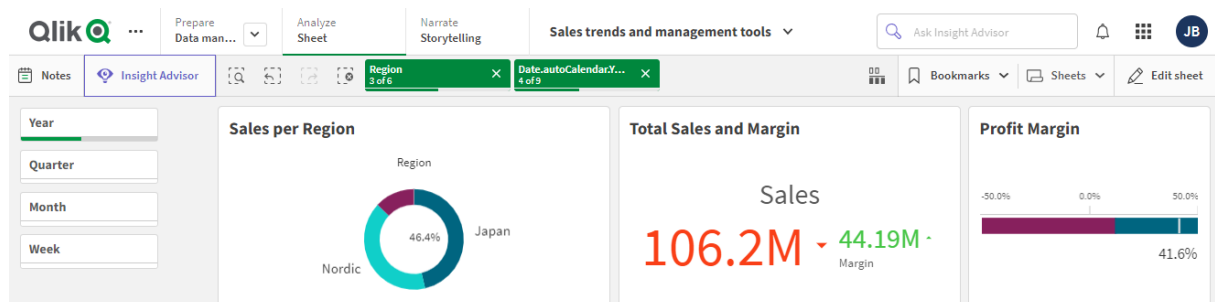 Qlik
...
Prepare
Data man...
Analyze
Sheet
Narrate
Storytelling
Sales trends and management tools
Ask Insight Advisor
JB
Notes
Insight Advisor
Region
3 of 6
Date.autoCalendar.Y...
4 of 9
Bookmarks
Sheets
Edit sheet
Year
Quarter
Month
Week
Sales per Region
Region
46.4%
Japan
Nordic
Total Sales and Margin
Sales
106.2M
44.19M
Margin
Profit Margin
-50.0% 0.0% 50.0%
41.6%